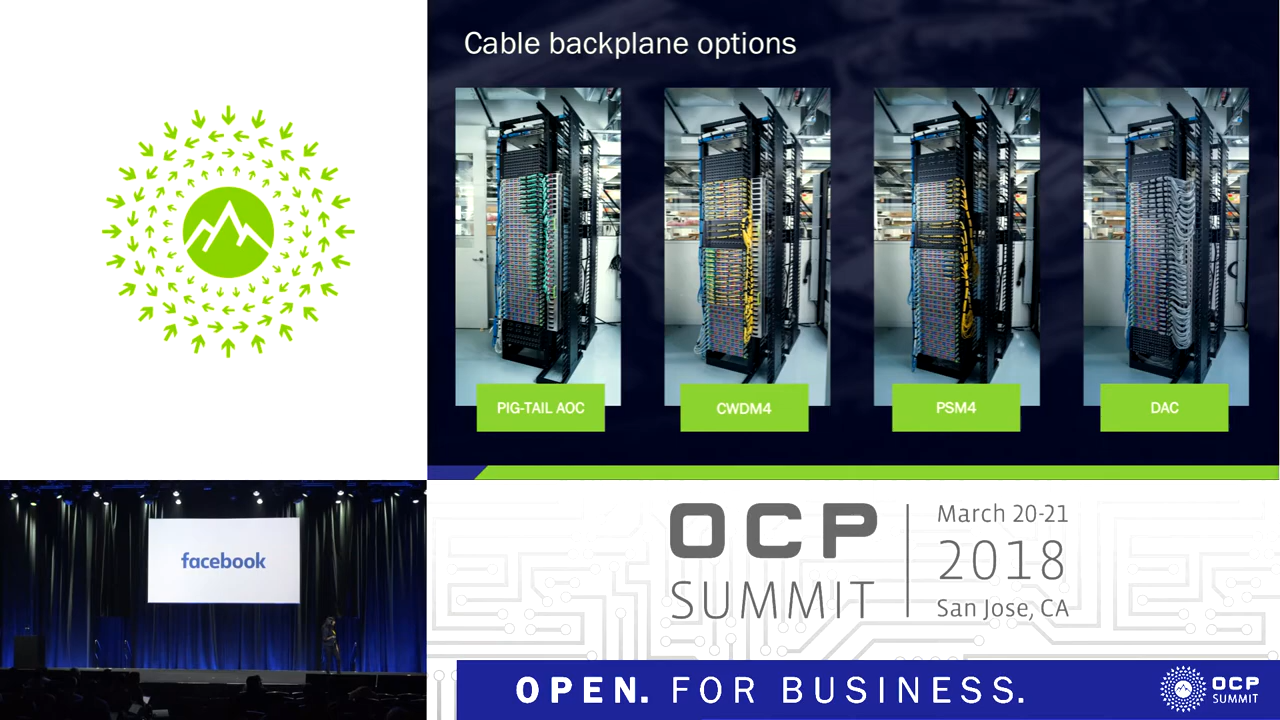 Cable backplane options
PIG-TAIL AOC
CWDM4
PSM4
DAC
facebook
OCP
SUMMIT
March 20-21
2018
San Jose, CA
OPEN. FOR BUSINESS.
OCP
SUMMIT